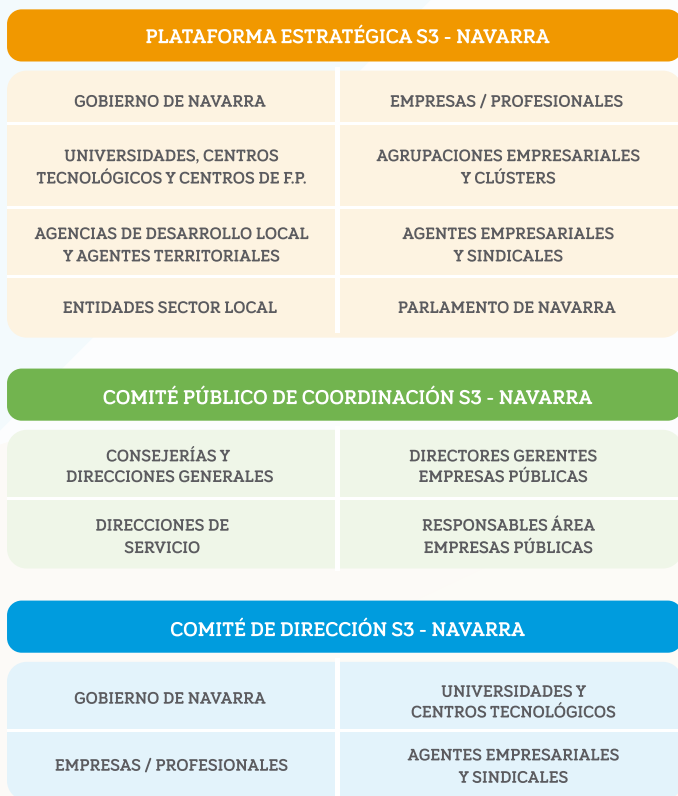 PLATAFORMA ESTRATÉGICA S3 - NAVARRA
GOBIERNO DE NAVARRA
EMPRESAS / PROFESIONALES
UNIVERSIDADES, CENTROS
TECNOLÓGICOS Y CENTROS DE F.P.
AGRUPACIONES EMPRESARIALES
Y CLÚSTERS
AGENCIAS DE DESARROLLO LOCAL
Y AGENTES TERRITORIALES
AGENTES EMPRESARIALES
Y SINDICALES
ENTIDADES SECTOR LOCAL
PARLAMENTO DE NAVARRA
COMITÉ PÚBLICO DE COORDINACIÓN S3 - NAVARRA
CONSEJERÍAS Y
DIRECCIONES GENERALES
DIRECTORES GERENTES
EMPRESAS PÚBLICAS
DIRECCIONES DE
SERVICIO
RESPONSABLES ÁREA
EMPRESAS PÚBLICAS
COMITÉ DE DIRECCIÓN S3 - NAVARRA
GOBIERNO DE NAVARRA
UNIVERSIDADES Y
CENTROS TECNOLÓGICOS
EMPRESAS / PROFESIONALES
AGENTES EMPRESARIALES
Y SINDICALES